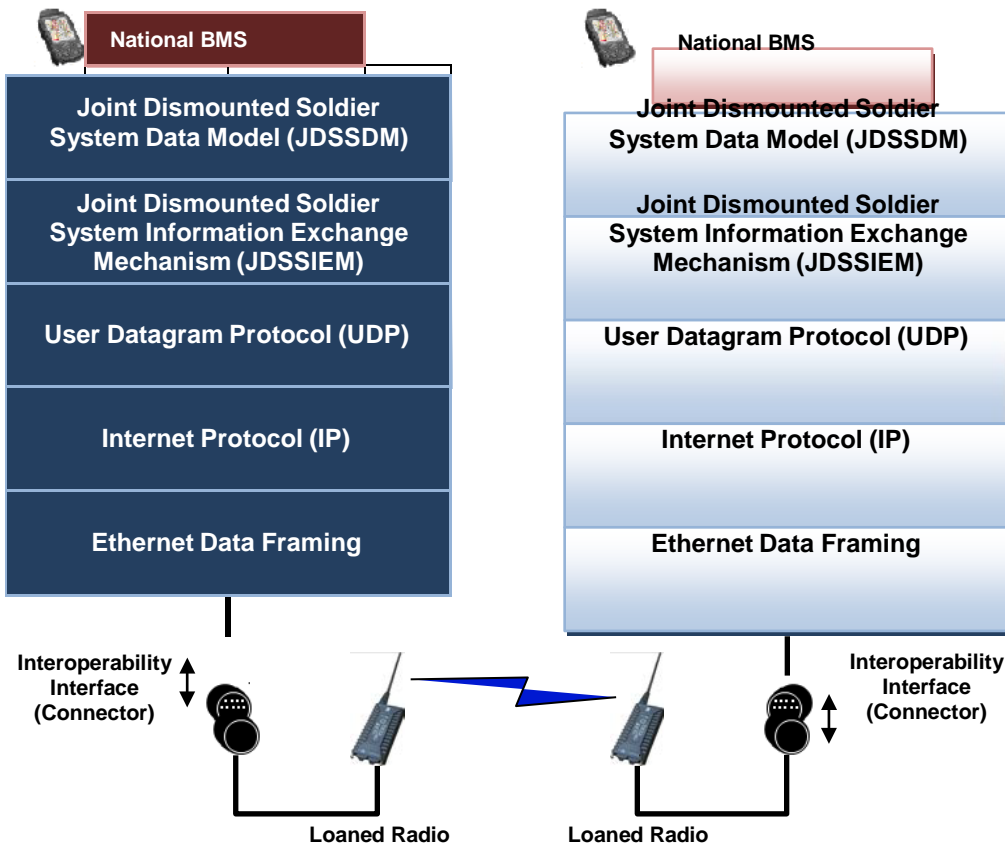 National BMS
Joint Dismounted Soldier
System Data Model (JDSSDM)
Joint Dismounted Soldier
System Information Exchange
Mechanism (JDSSIEM)
User Datagram Protocol (UDP)
Internet Protocol (IP)
Ethernet Data Framing
Interoperability
Interface
(Connector)
Loaned Radio
National BMS
Joint Dismounted Soldier
System Data Model (JDSSDM)
Joint Dismounted Soldier
System Information Exchange
Mechanism (JDSSIEM)
User Datagram Protocol (UDP)
Internet Protocol (IP)
Ethernet Data Framing
Interoperability
Interface
(Connector)
Loaned Radio